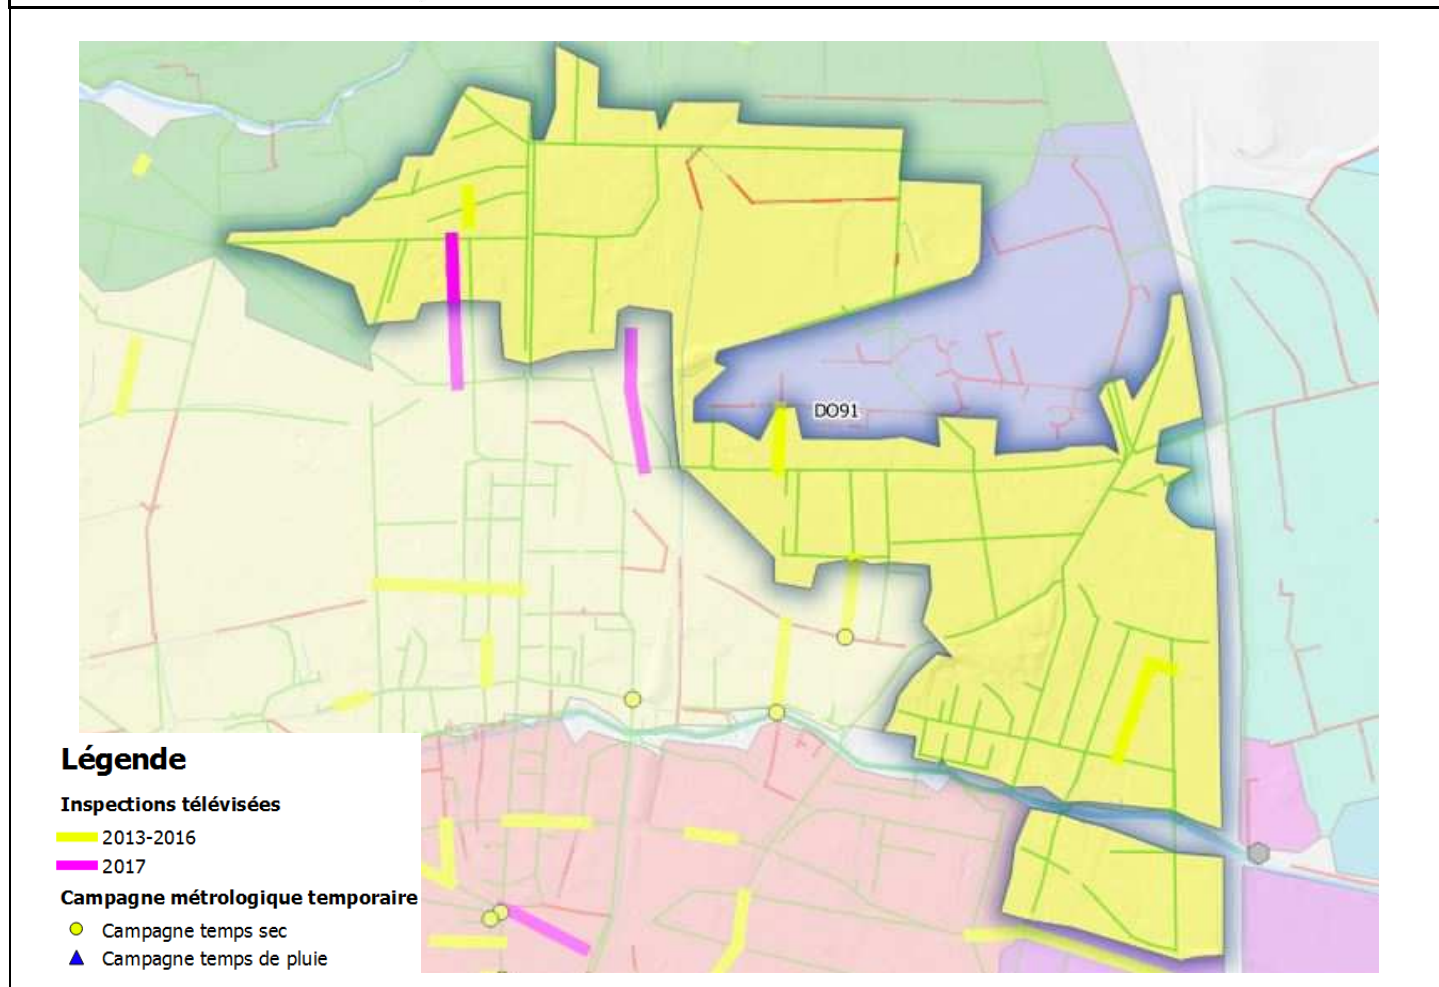 DO91
Légende
Inspections télévisées
2013-2016
2017
Campagne métrologique temporaire
Campagne temps sec
Campagne temps de pluie